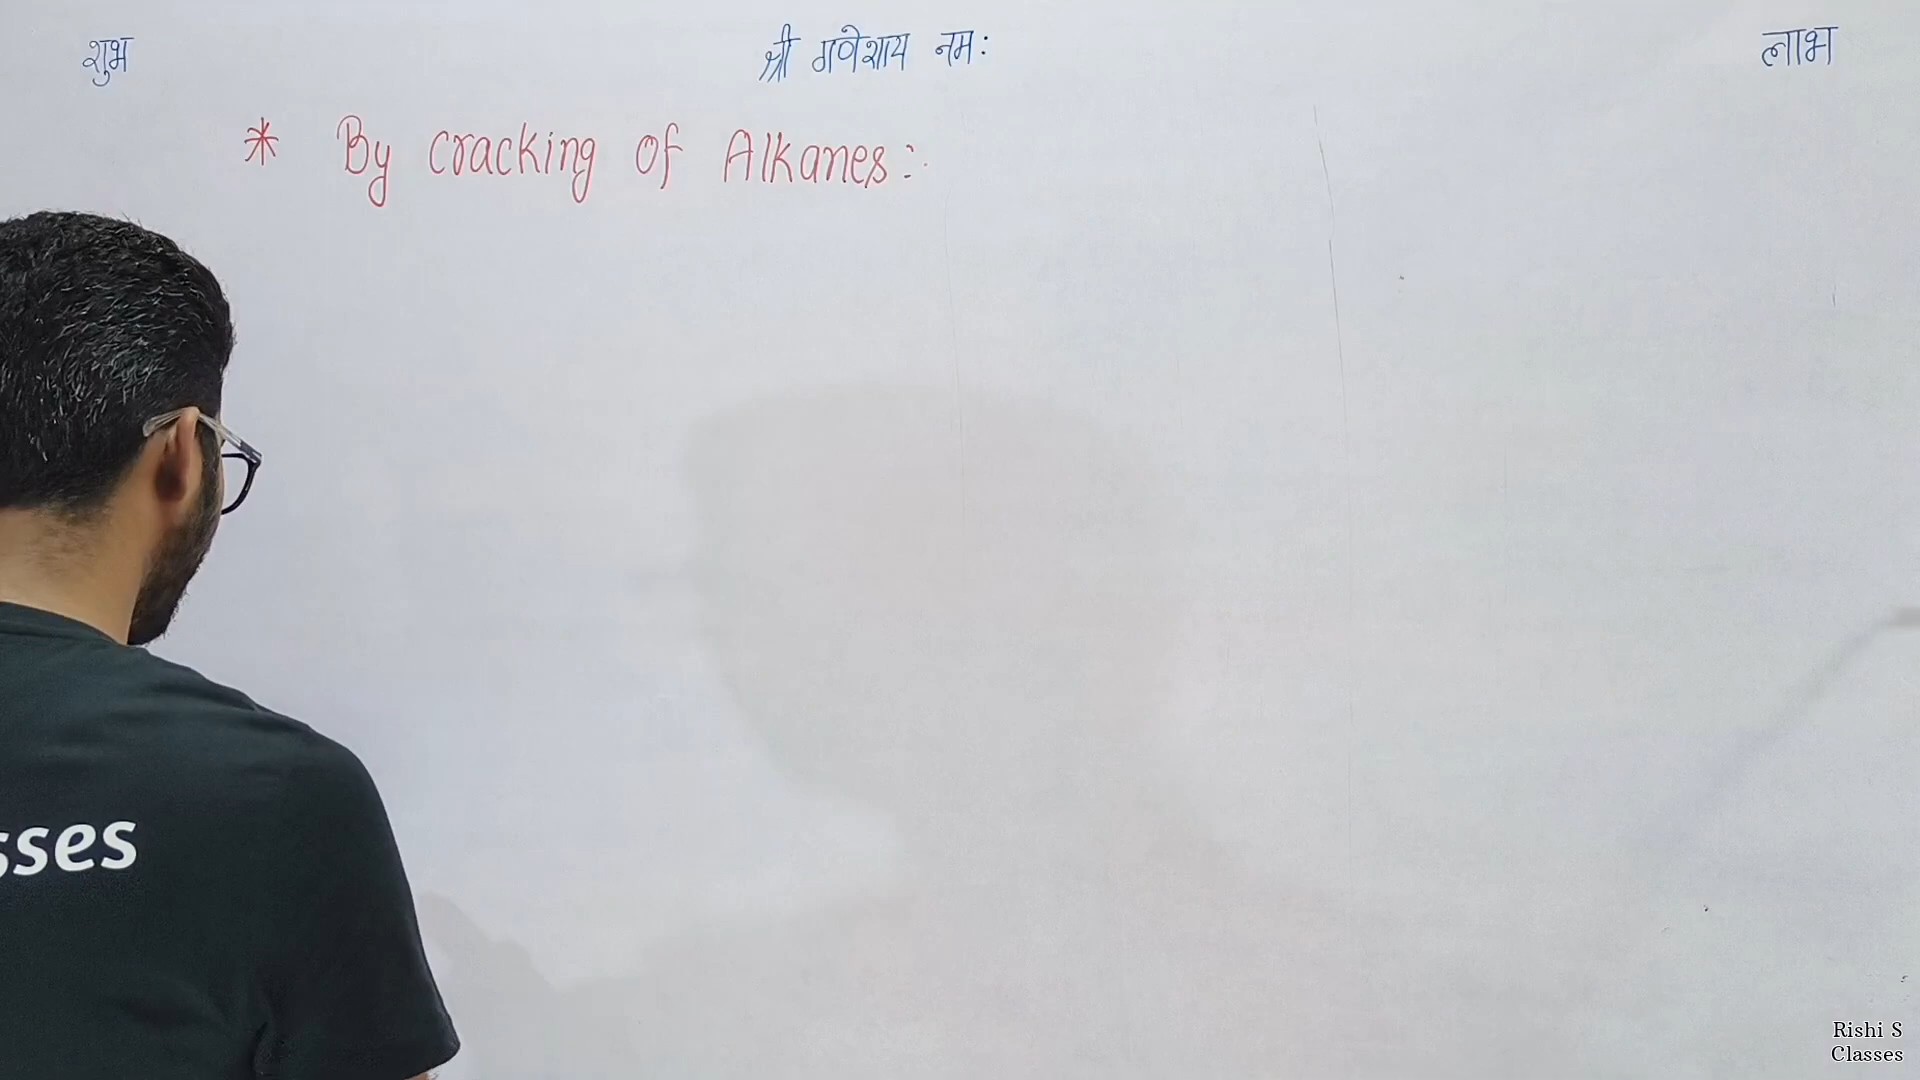 शुभ श्री गणेशाय नमः लाभ
* By cracking of Alkanes :-
sses
Rishi S
Classes